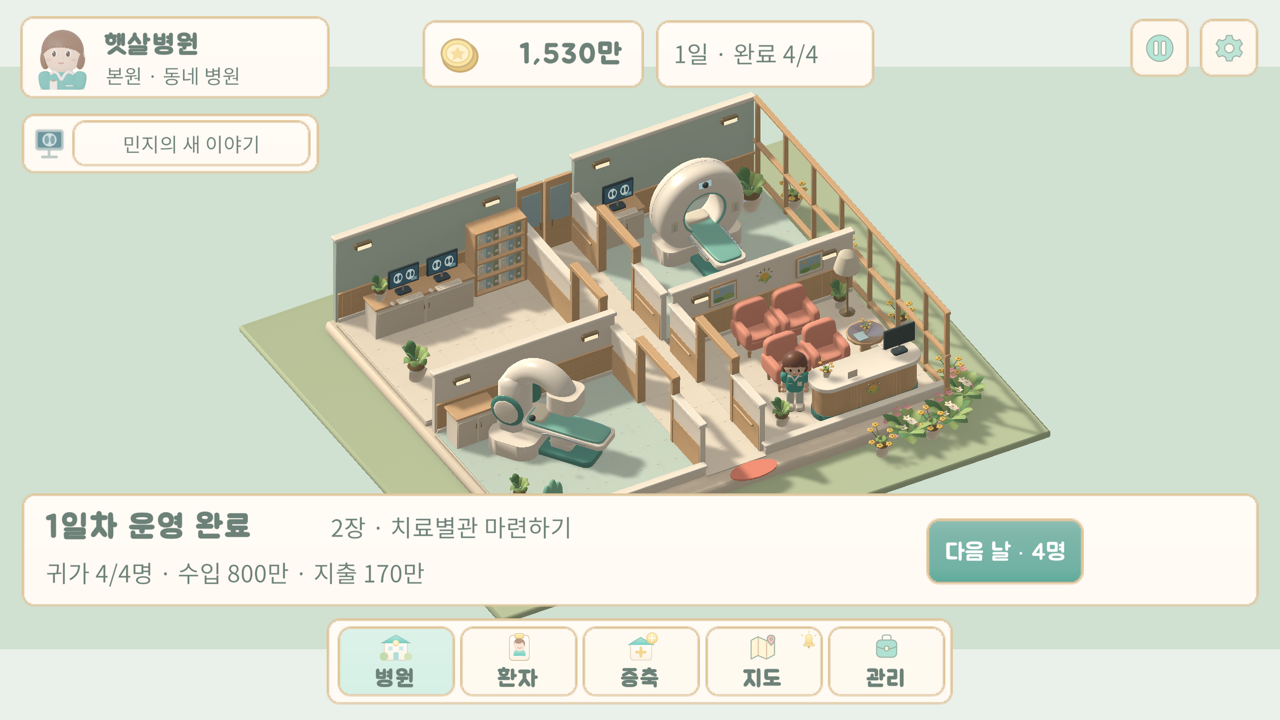 햇살병원
본원 · 동네 병원
1,530만
1일 · 완료 4/4
민지의 새 이야기
1일차 운영 완료
2장 · 치료별관 마련하기
귀가 4/4명 · 수입 800만 · 지출 170만
다음 날 · 4명
병원
환자
증축
지도
관리